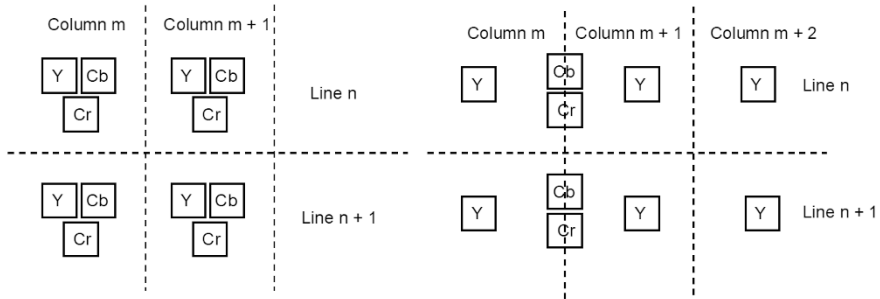 Column m Column m + 1 Column m Column m + 1 Column m + 2
Y Cb Y Cb Line n Y Cb Y Y Line n
Cr Cr Cr
Y Cb Y Cb Line n + 1 Y Cb Y Y Line n + 1
Cr Cr Cr